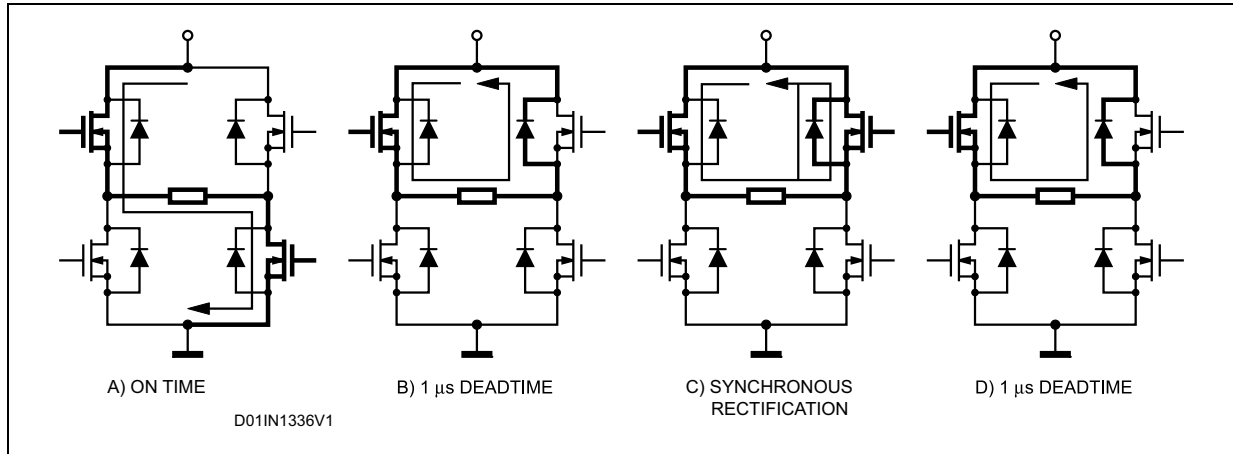 A) ON TIME
B) 1 μs DEADTIME
C) SYNCHRONOUS
RECTIFICATION
D) 1 μs DEADTIME
D01IN1336V1